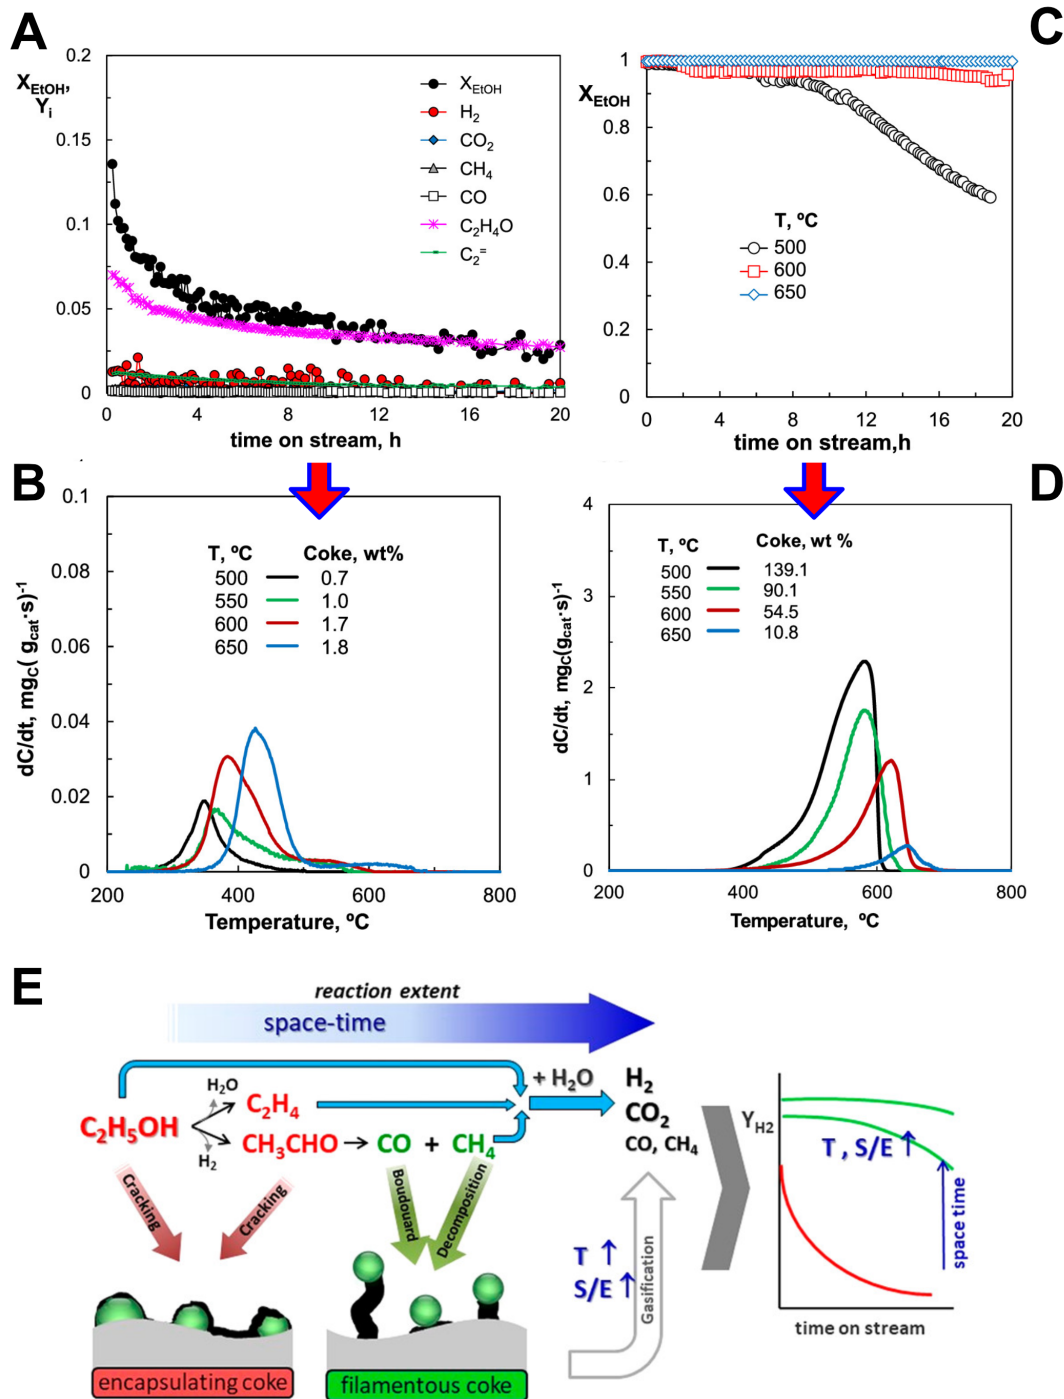 A
X_EtOH,
Y_i
0.2
0.15
0.1
0.05
0
X_EtOH
H₂
CO₂
CH₄
CO
C₂H₄O
C₂⁼
0 4 8 12 16 20
time on stream, h
C
X_EtOH
1
0.8
0.6
0.4
0.2
0
T, ºC
500
600
650
0 4 8 12 16 20
time on stream,h
B
dC/dt, mg_C( g_cat·s)⁻¹
0.1
0.08
0.06
0.04
0.02
0
T, ºC Coke, wt%
500 0.7
550 1.0
600 1.7
650 1.8
200 400 600 800
Temperature, ºC
D
dC/dt, mg_C(g_cat·s)⁻¹
4
3
2
1
0
T, ºC Coke, wt %
500 139.1
550 90.1
600 54.5
650 10.8
200 400 600 800
Temperature, ºC
E
reaction extent
space-time
C₂H₅OH
H₂O
C₂H₄
H₂
CH₃CHO
CO + CH₄
+ H₂O
H₂
CO₂
CO, CH₄
Cracking
Cracking
Boudouard
Decomposition
T
S/E
Gasification
encapsulating coke
filamentous coke
Y_H2
T , S/E
space time
time on stream